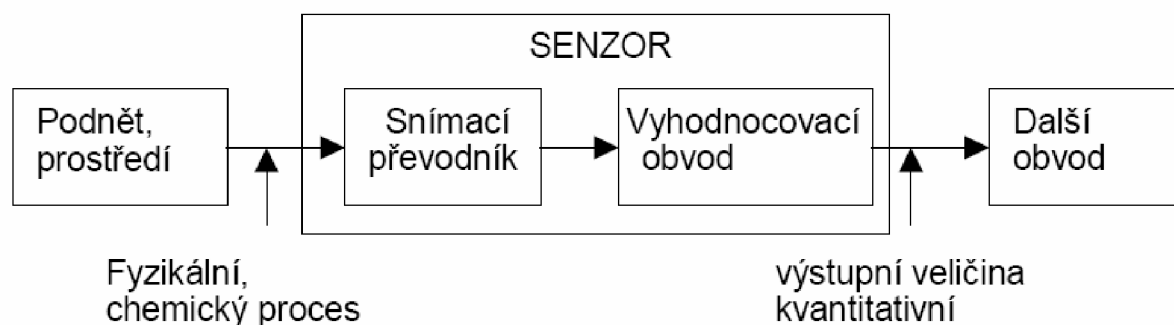 SENZOR
Podnět,
prostředí
Snímací
převodník
Vyhodnocovací
obvod
Další
obvod
Fyzikální,
chemický proces
výstupní veličina
kvantitativní